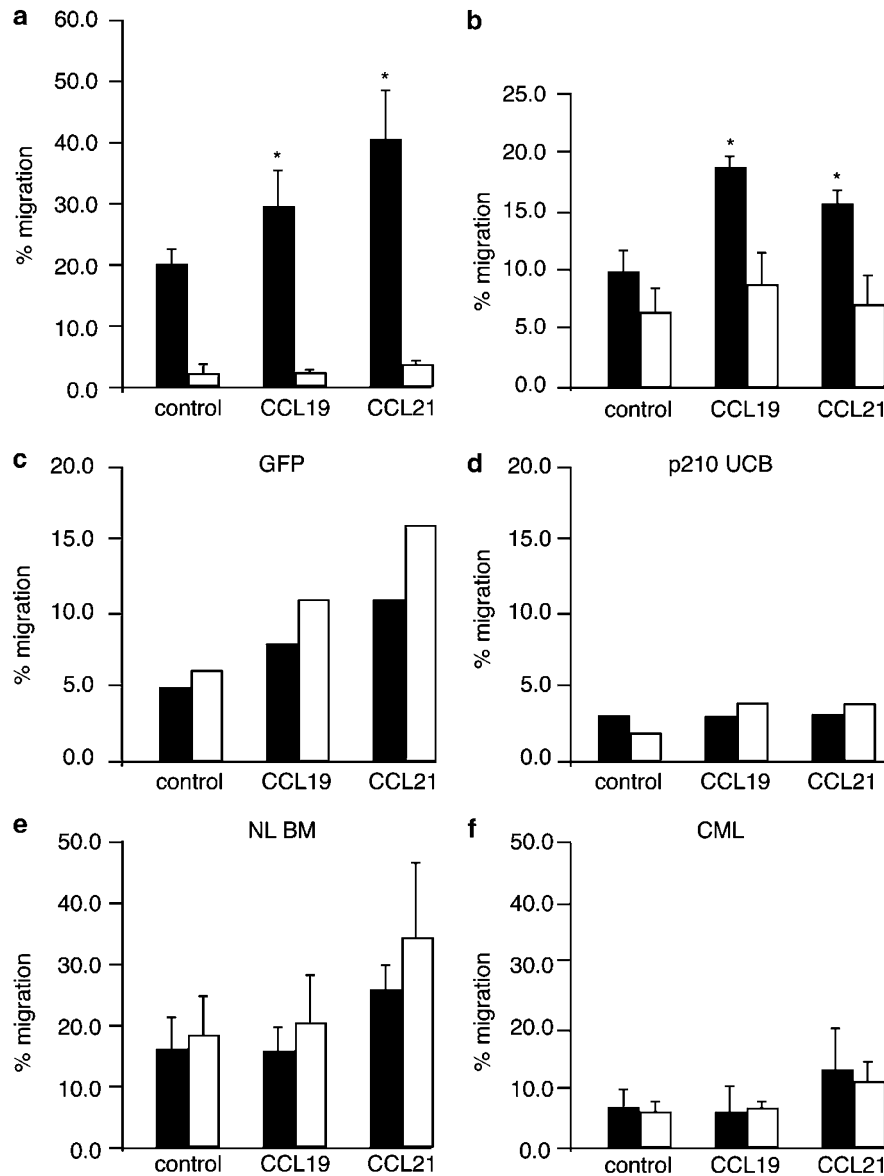 a
60.0
50.0
40.0
30.0
20.0
10.0
0.0
% migration
* *
control CCL19 CCL21
b
25.0
20.0
15.0
10.0
5.0
0.0
% migration
* *
control CCL19 CCL21
c GFP
20.0
15.0
10.0
5.0
0.0
% migration
control CCL19 CCL21
d p210 UCB
20.0
15.0
10.0
5.0
0.0
% migration
control CCL19 CCL21
e NL BM
50.0
40.0
30.0
20.0
10.0
0.0
% migration
control CCL19 CCL21
f CML
50.0
40.0
30.0
20.0
10.0
0.0
% migration
control CCL19 CCL21